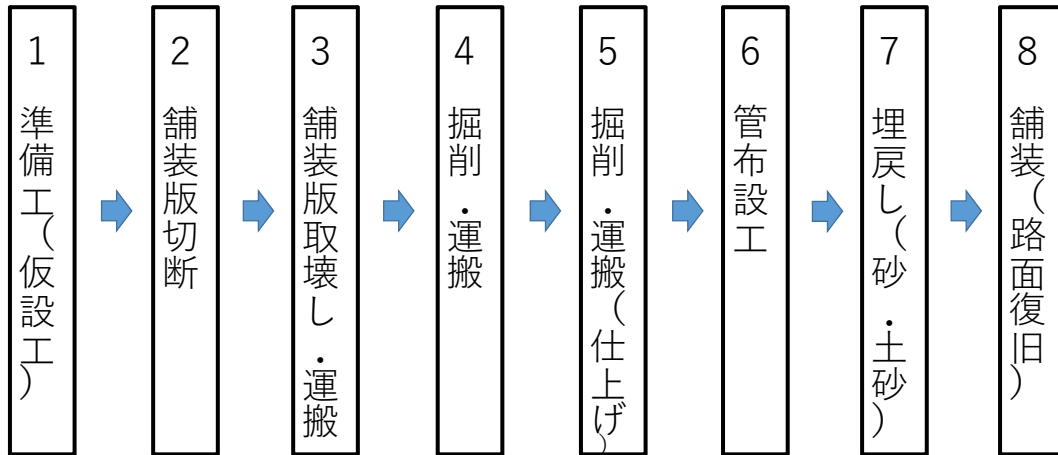 1 準備工(仮設工)
2 舗装版切断
3 舗装版取壊し・運搬
4 掘削・運搬
5 掘削・運搬(仕上げ)
6 管布設工
7 埋戻し(砂・土砂)
8 舗装(路面復旧)